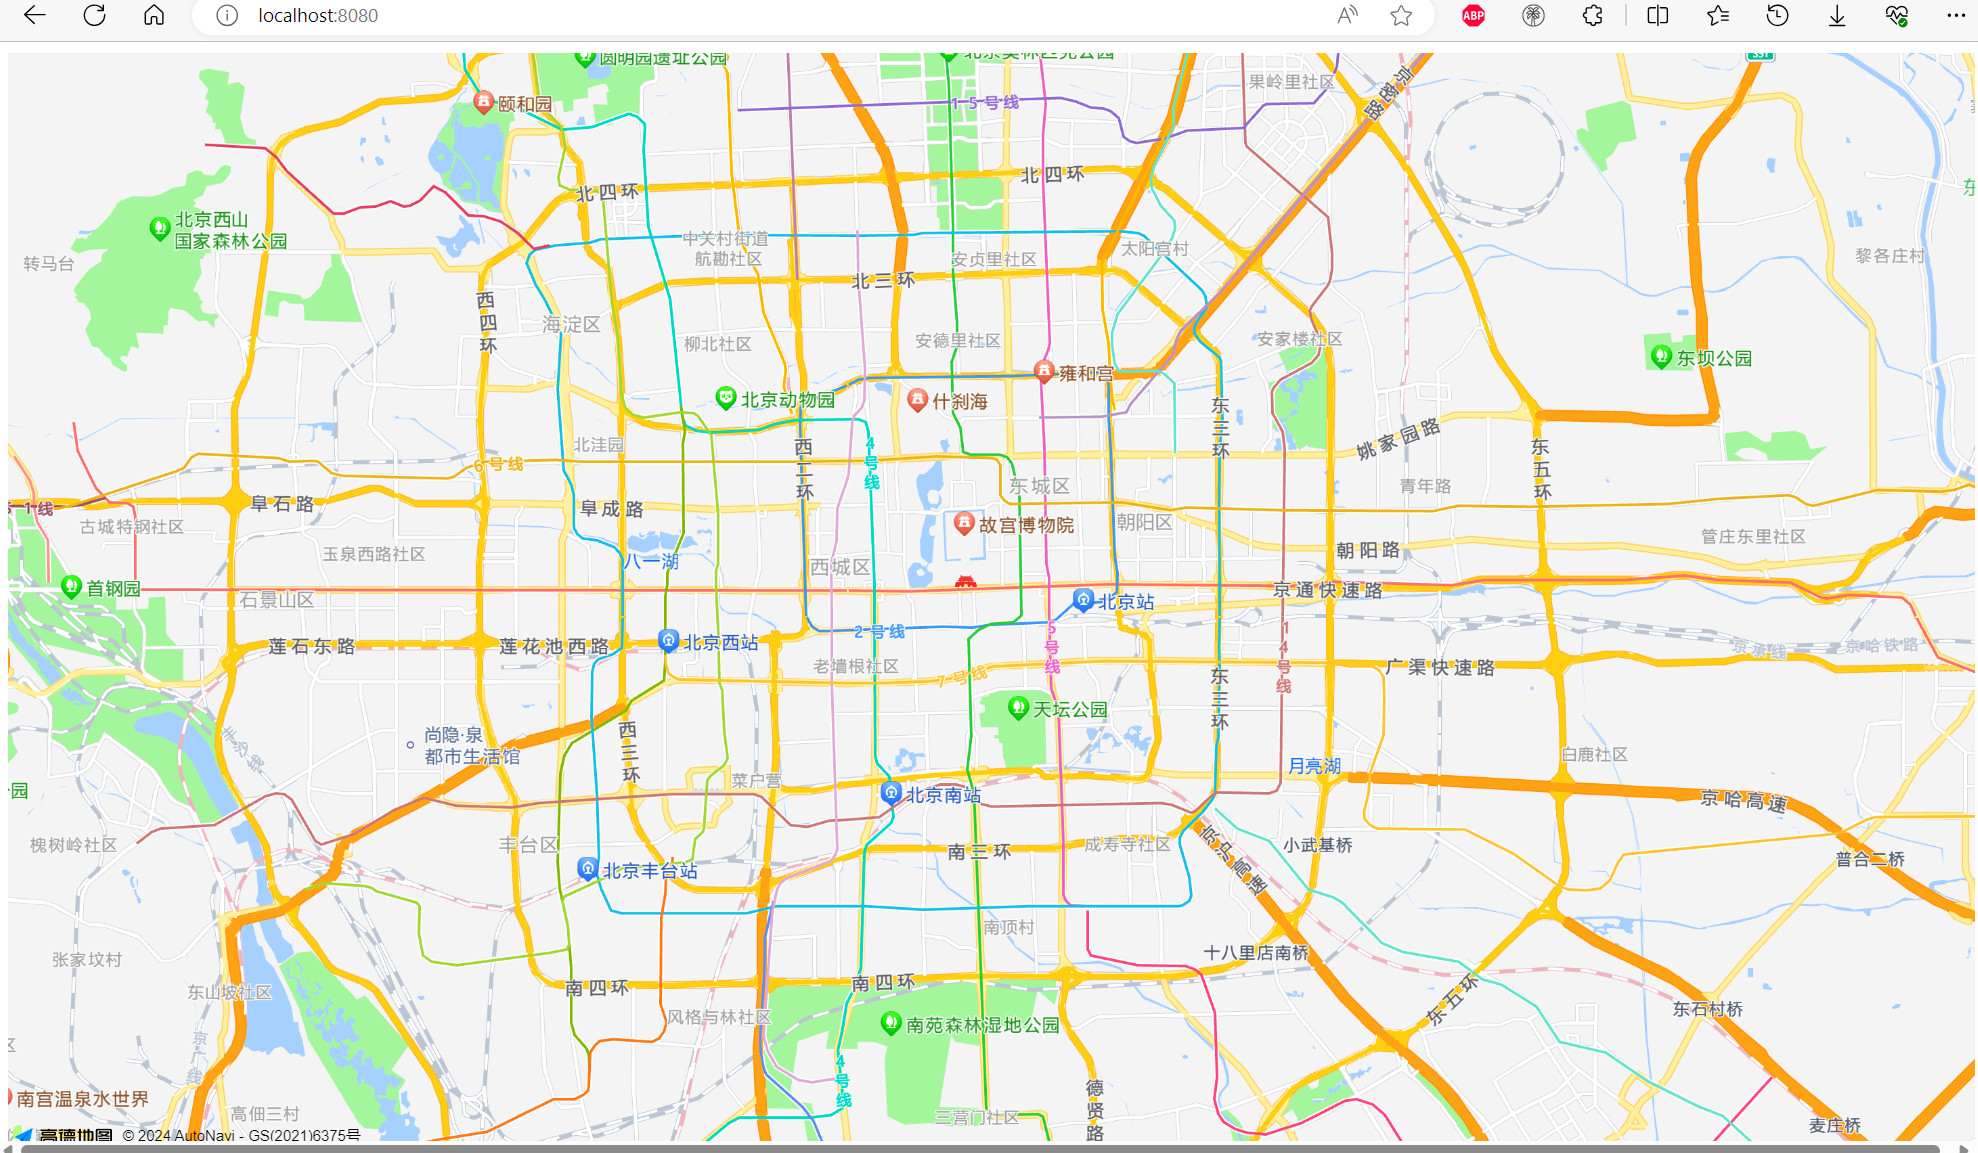 localhost:8080
ABP
圆明园遗址公园
北京奥林匹克公园
颐和园
15号线
果岭里社区
京密路
北四环
北四环
北京西山
国家森林公园
转马台
中关村街道
航勘社区
安贞里社区
太阳宫村
黎各庄村
北三环
西四环
海淀区
柳北社区
安德里社区
安家楼社区
东坝公园
雍和宫
北京动物园
什刹海
东三环
姚家园路
北洼园
西二环
4号线
6号线
东五环
东城区
青年路
阜石路
阜成路
1线
古城特钢社区
故宫博物院
朝阳区
管庄东里社区
玉泉西路社区
八一湖
西城区
朝阳路
首钢园
石景山区
京通快速路
北京站
莲石东路
莲花池西路
北京西站
2号线
5号线
14号线
京承线
京哈铁路
老墙根社区
7号线
广渠快速路
东三环
天坛公园
丰沙线
尚隐·泉
都市生活馆
西三环
菜户营
月亮湖
白鹿社区
园
北京南站
京哈高速
槐树岭社区
丰台区
南三环
成寿寺社区
京沪高速
小武基桥
普合二桥
北京丰台站
南顶村
十八里店南桥
张家坟村
东山坡社区
南四环
南四环
东五环
东石村桥
风格与林社区
南苑森林湿地公园
京广线
4号线
德贤路
南宫温泉水世界
高佃三村
三营门社区
麦庄桥
高德地图 © 2024 AutoNavi - GS(2021)6375号